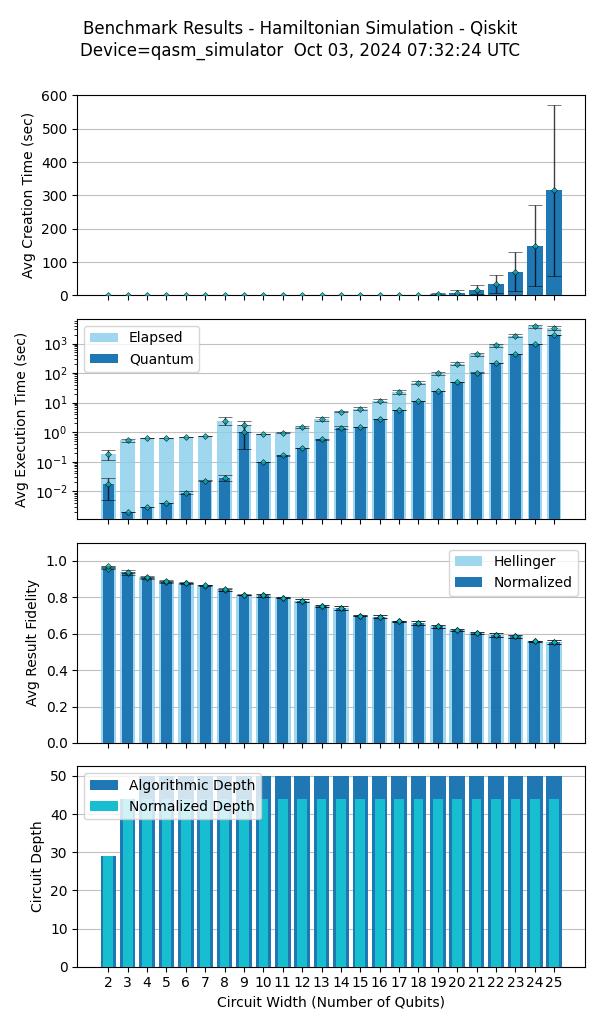 Benchmark Results - Hamiltonian Simulation - Qiskit
Device=qasm_simulator  Oct 03, 2024 07:32:24 UTC
Avg Creation Time (sec)
600
500
400
300
200
100
0
Avg Execution Time (sec)
Elapsed
Quantum
10³
10²
10¹
10⁰
10⁻¹
10⁻²
Avg Result Fidelity
Hellinger
Normalized
1.0
0.8
0.6
0.4
0.2
0.0
Circuit Depth
Algorithmic Depth
Normalized Depth
50
40
30
20
10
0
2 3 4 5 6 7 8 9 10 11 12 13 14 15 16 17 18 19 20 21 22 23 24 25
Circuit Width (Number of Qubits)